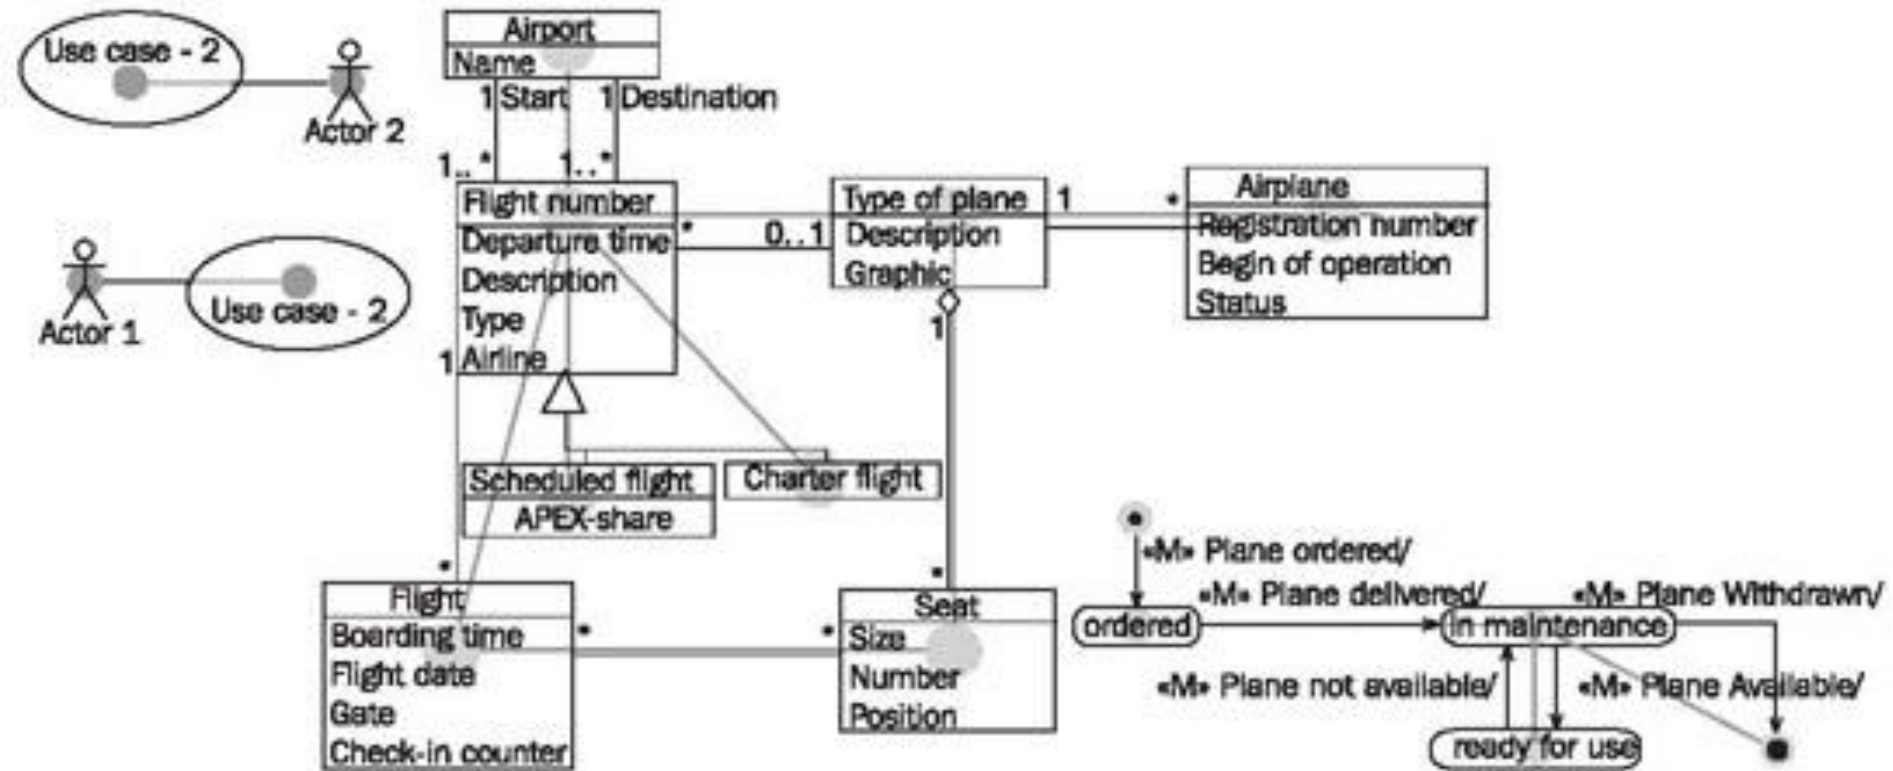 Use case - 2
Actor 2
Actor 1
Use case - 2
Airport
Name
1 Start
1 Destination
1..*
1..*
Flight number
Departure time
Description
Type
Airline
*
0..1
1
Type of plane
Description
Graphic
1
*
Airplane
Registration number
Begin of operation
Status
1
Scheduled flight
APEX-share
Charter flight
*
*
Flight
Boarding time
Flight date
Gate
Check-in counter
*
*
Seat
Size
Number
Position
«M» Plane ordered/
«M» Plane delivered/
«M» Plane Withdrawn/
ordered
in maintenance
«M» Plane not available/
«M» Plane Available/
ready for use